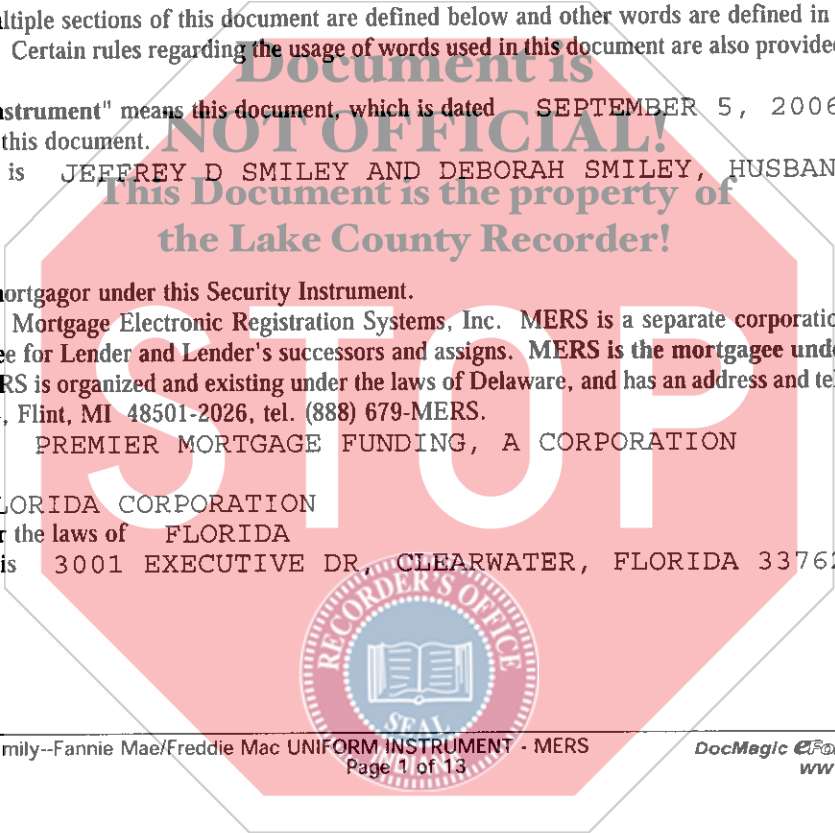 ltiple sections of this document are defined below and other words are defined in
Certain rules regarding the usage of words used in this document are also provide
Document is
nstrument" means this document, which is dated SEPTEMBER 5, 2006
NOT OFFICIAL!
this document.
is JEFFREY D SMILEY AND DEBORAH SMILEY, HUSBAN
This Document is the property of
the Lake County Recorder!
ortgagor under this Security Instrument.
Mortgage Electronic Registration Systems, Inc. MERS is a separate corporatio
ee for Lender and Lender's successors and assigns. MERS is the mortgagee und
RS is organized and existing under the laws of Delaware, and has an address and te
, Flint, MI 48501-2026, tel. (888) 679-MERS.
STOP
PREMIER MORTGAGE FUNDING, A CORPORATION
LORIDA CORPORATION
r the laws of FLORIDA
is 3001 EXECUTIVE DR, CLEARWATER, FLORIDA 33762
RECORDER'S OFFICE
SEAL
INDIANA
mily--Fannie Mae/Freddie Mac UNIFORM INSTRUMENT - MERS
Page 1 of 13
DocMagic eFo
ww